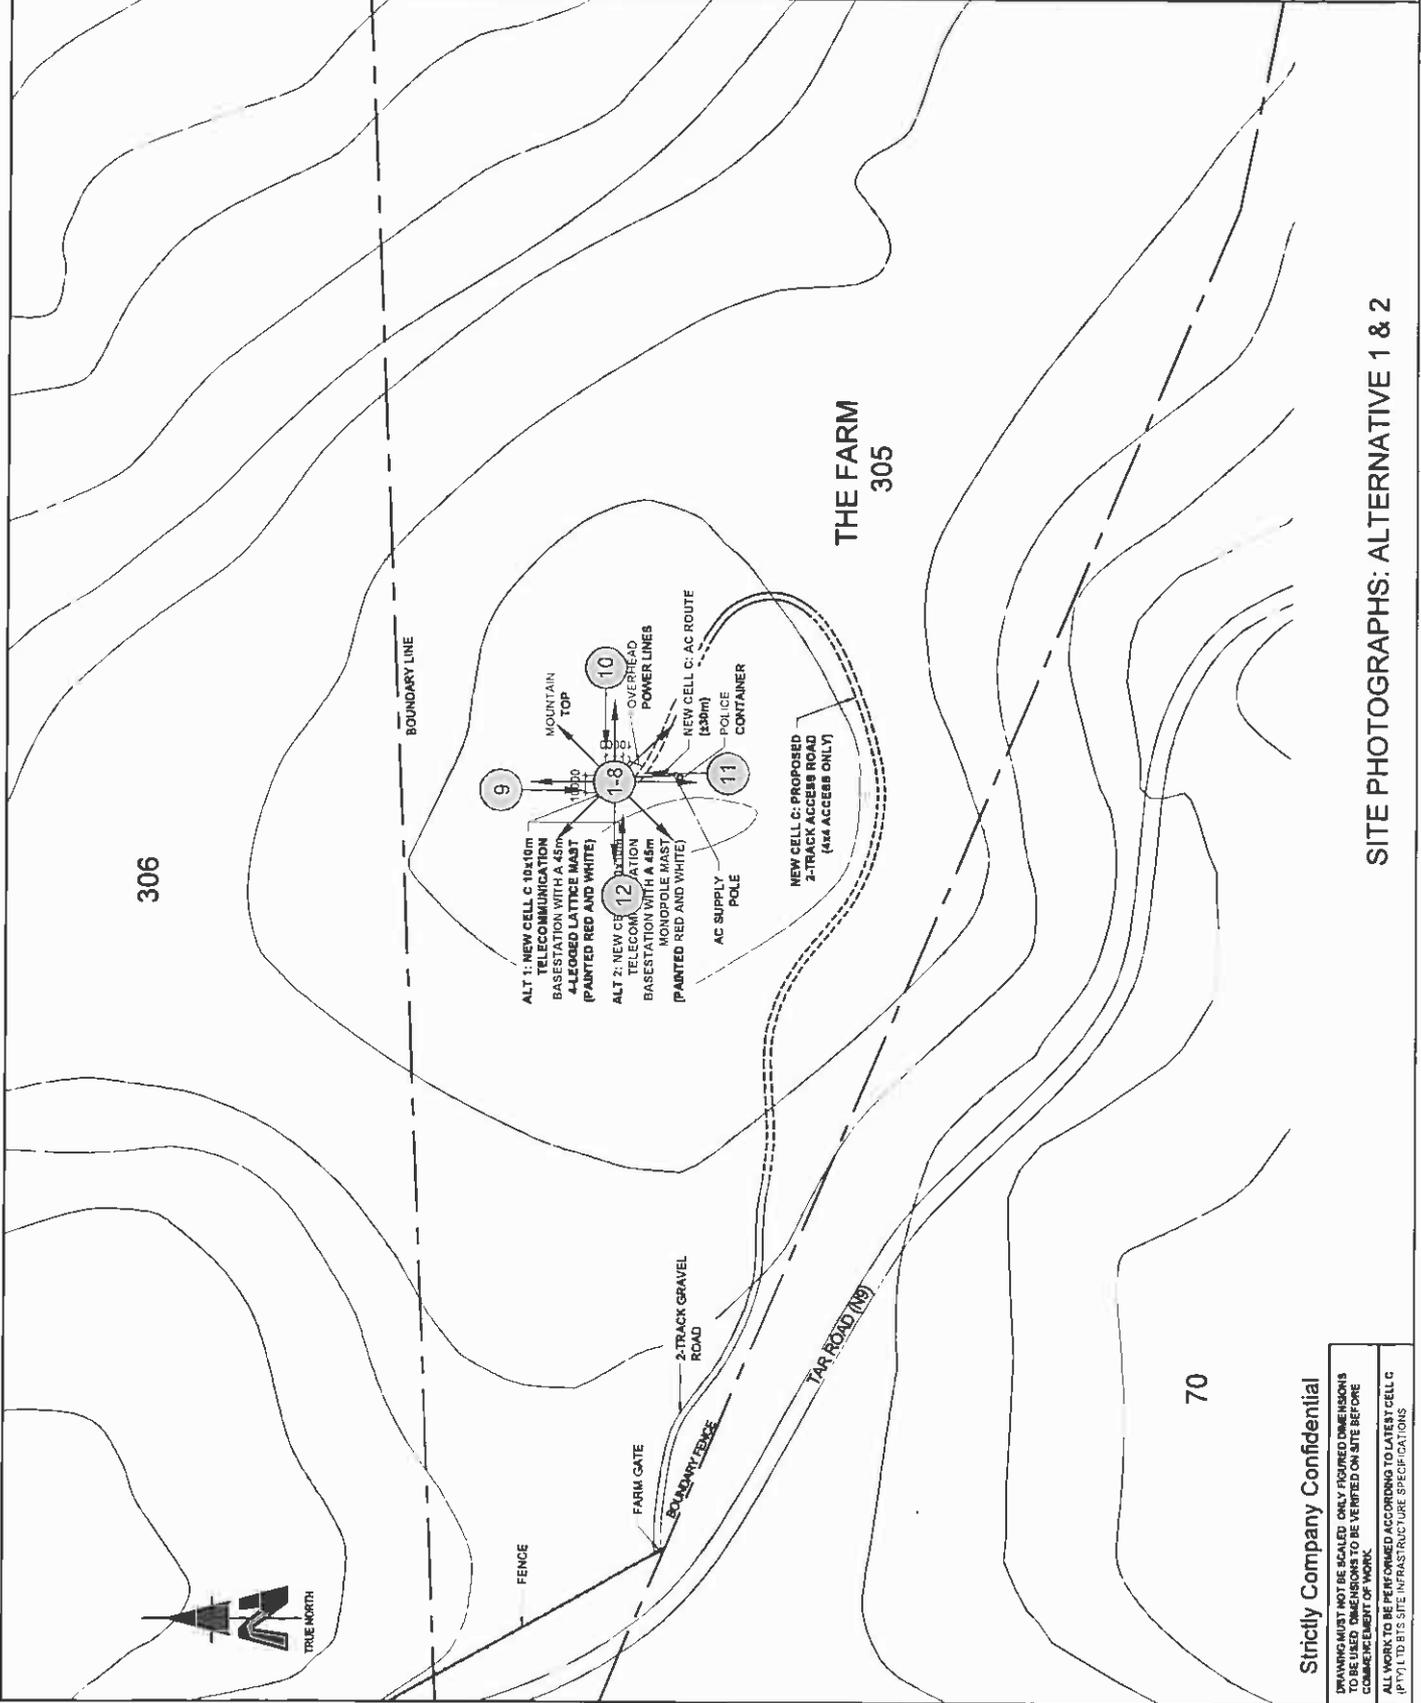 306
BOUNDARY LINE
THE FARM
305
9
10
11
12
1-8
MOUNTAIN
TOP
OVERHEAD
POWER LINES
NEW CELL C: AC ROUTE
(±30m)
POLICE
CONTAINER
10000
ALT 1: NEW CELL C 10x10m
TELECOMMUNICATION
BASESTATION WITH A 45m
4-LEGGED LATTICE MAST
(PAINTED RED AND WHITE)
ALT 2: NEW
BASESTATION WITH A 45m
MONOPOLE MAST
(PAINTED RED AND WHITE)
AC SUPPLY
POLE
NEW CELL C: PROPOSED
2-TRACK ACCESS ROAD
(4x4 ACCESS ONLY)
2-TRACK GRAVEL
ROAD
FARM GATE
BOUNDARY FENCE
FENCE
TAR ROAD (N9)
70
TRUE NORTH
SITE PHOTOGRAPHS: ALTERNATIVE 1 & 2
Strictly Company Confidential
DRAWING MUST NOT BE SCALED ONLY FIGURED DIMENSIONS
TO BE USED DIMENSIONS TO BE VERIFIED ON SITE BEFORE
COMMENCEMENT OF WORK
ALL WORK TO BE PERFORMED ACCORDING TO LATEST CELL C
(PTY) LTD BTS SITE INFRASTRUCTURE SPECIFICATIONS